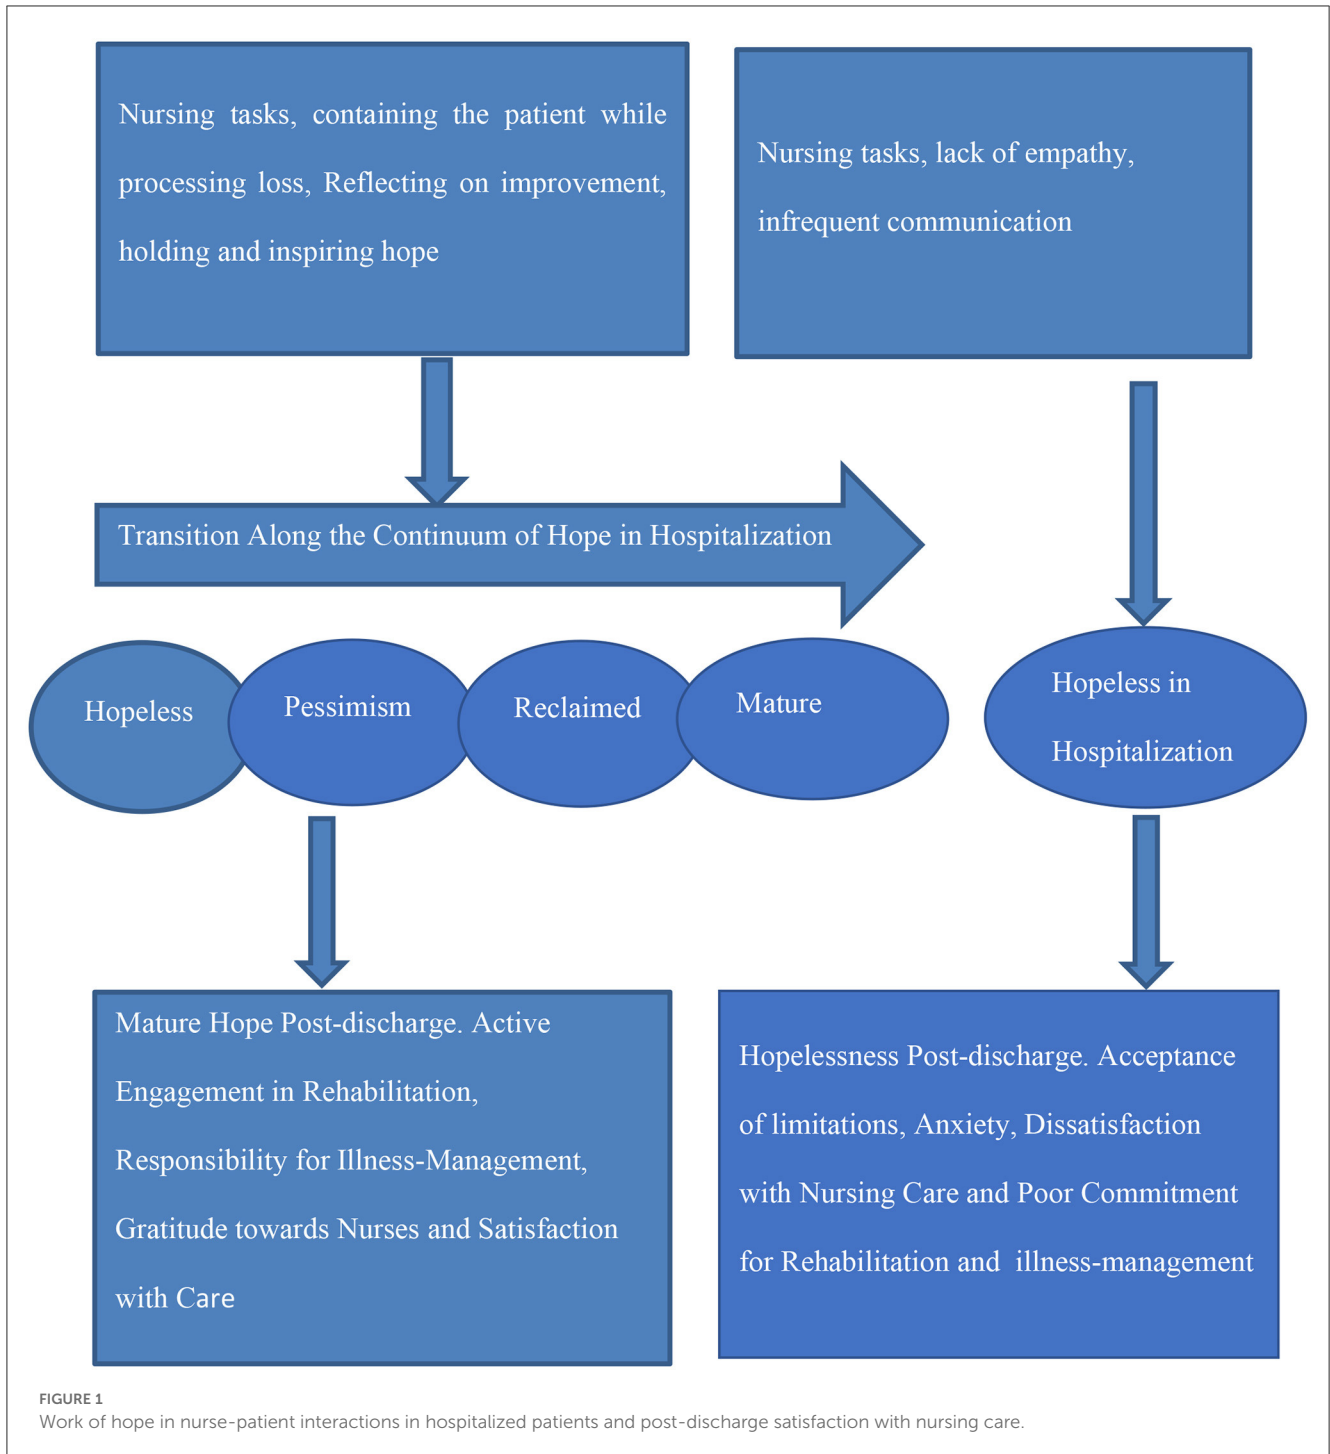 Nursing tasks, containing the patient while
processing loss, Reflecting on improvement,
holding and inspiring hope
Nursing tasks, lack of empathy,
infrequent communication
Transition Along the Continuum of Hope in Hospitalization
Hopeless
Pessimism
Reclaimed
Mature
Hopeless in
Hospitalization
Mature Hope Post-discharge. Active
Engagement in Rehabilitation,
Responsibility for Illness-Management,
Gratitude towards Nurses and Satisfaction
with Care
Hopelessness Post-discharge. Acceptance
of limitations, Anxiety, Dissatisfaction
with Nursing Care and Poor Commitment
for Rehabilitation and illness-management
FIGURE 1
Work of hope in nurse-patient interactions in hospitalized patients and post-discharge satisfaction with nursing care.